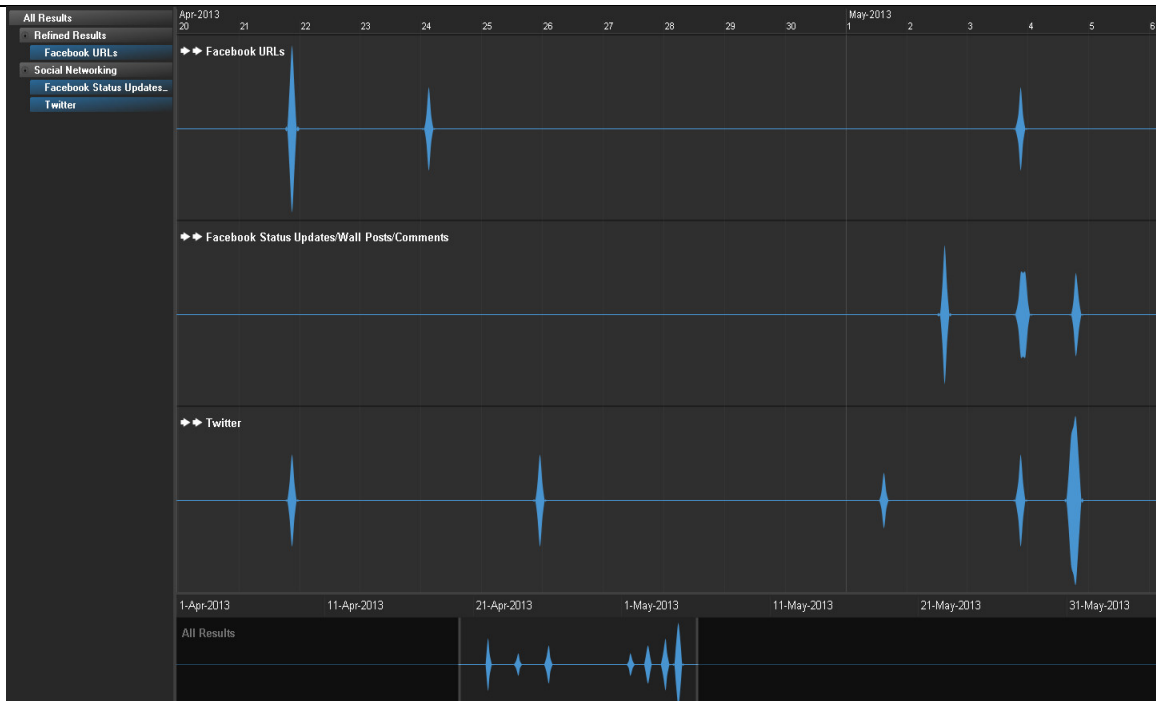 All Results
Refined Results
Facebook URLs
Social Networking
Facebook Status Updates...
Twitter
Apr-2013 May-2013
20 21 22 23 24 25 26 27 28 29 30 1 2 3 4 5 6
Facebook URLs
Facebook Status Updates/Wall Posts/Comments
Twitter
1-Apr-2013 11-Apr-2013 21-Apr-2013 1-May-2013 11-May-2013 21-May-2013 31-May-2013
All Results